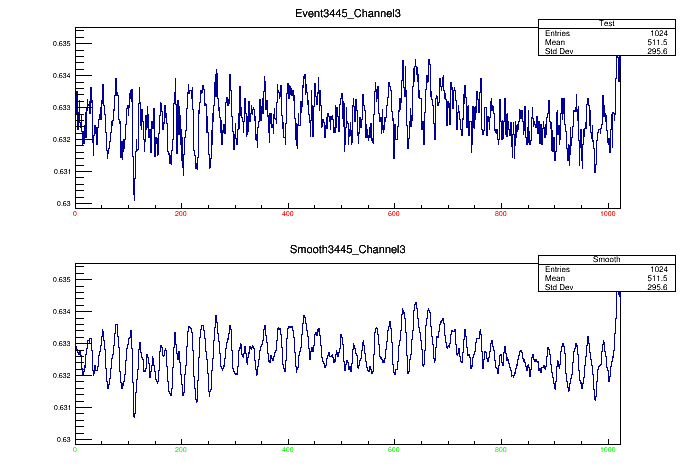 Event3445_Channel3
Test
Entries 1024
Mean 511.5
Std Dev 295.6
0.635
0.634
0.633
0.632
0.631
0.63
0 200 400 600 800 1000
Smooth3445_Channel3
Smooth
Entries 1024
Mean 511.5
Std Dev 295.6
0.635
0.634
0.633
0.632
0.631
0.63
0 200 400 600 800 1000